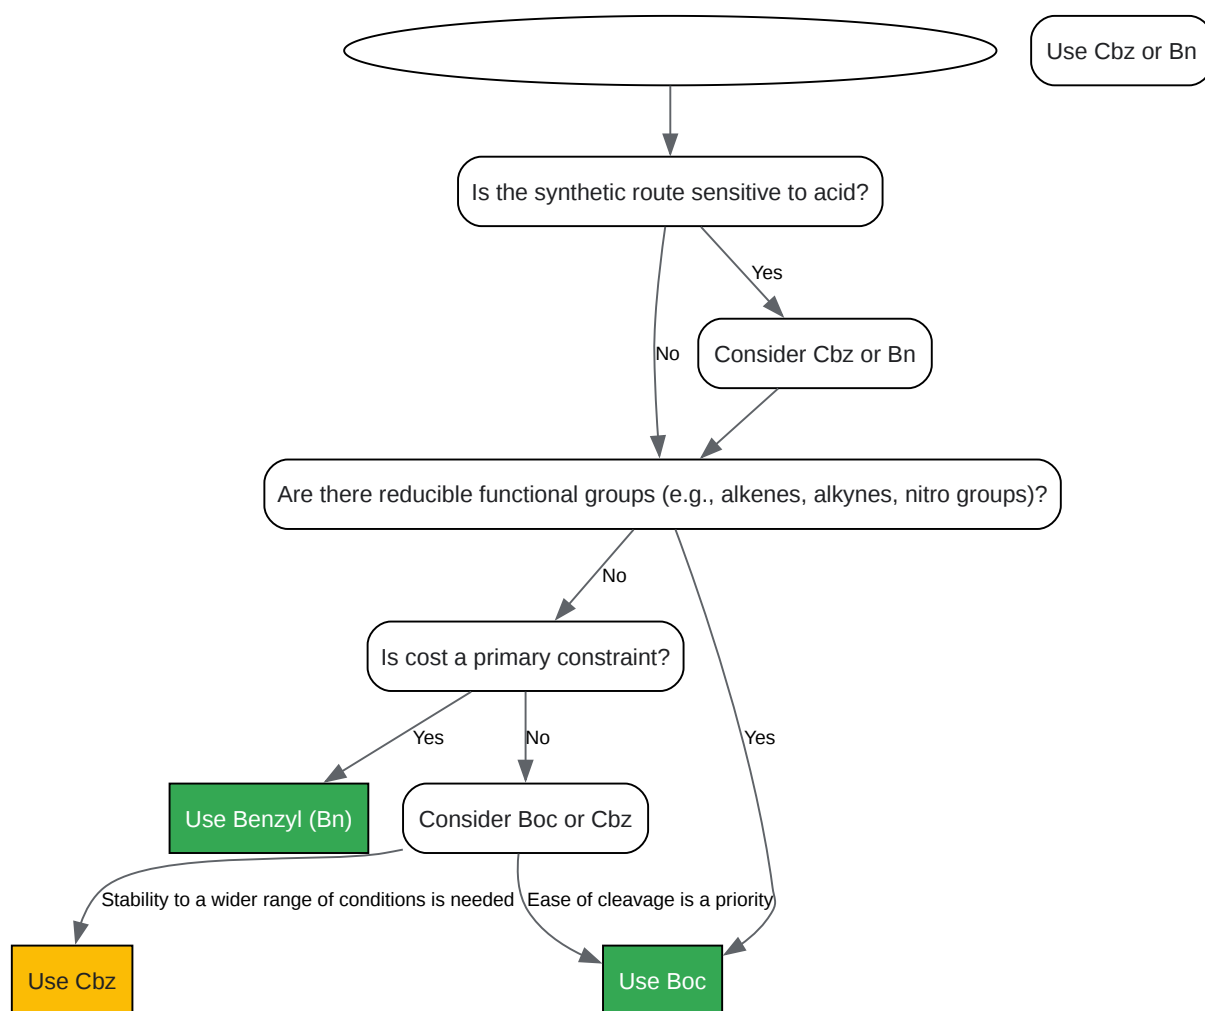 Use Cbz or Bn
Is the synthetic route sensitive to acid?
Yes
No
Consider Cbz or Bn
Are there reducible functional groups (e.g., alkenes, alkynes, nitro groups)?
No
Is cost a primary constraint?
Yes
No
Yes
Use Benzyl (Bn)
Consider Boc or Cbz
Stability to a wider range of conditions is needed
Ease of cleavage is a priority
Use Cbz
Use Boc